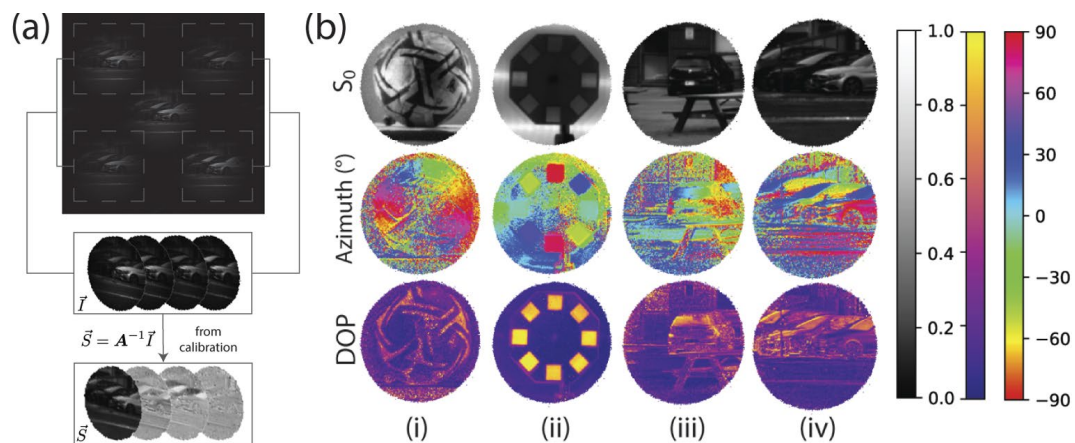 (a)
I⃗
S⃗ = A⁻¹ I⃗
from
calibration
S⃗
(b)
S₀
Azimuth (°)
DOP
(i)
(ii)
(iii)
(iv)
1.0
0.8
0.6
0.4
0.2
0.0
90
60
30
0
−30
−60
−90